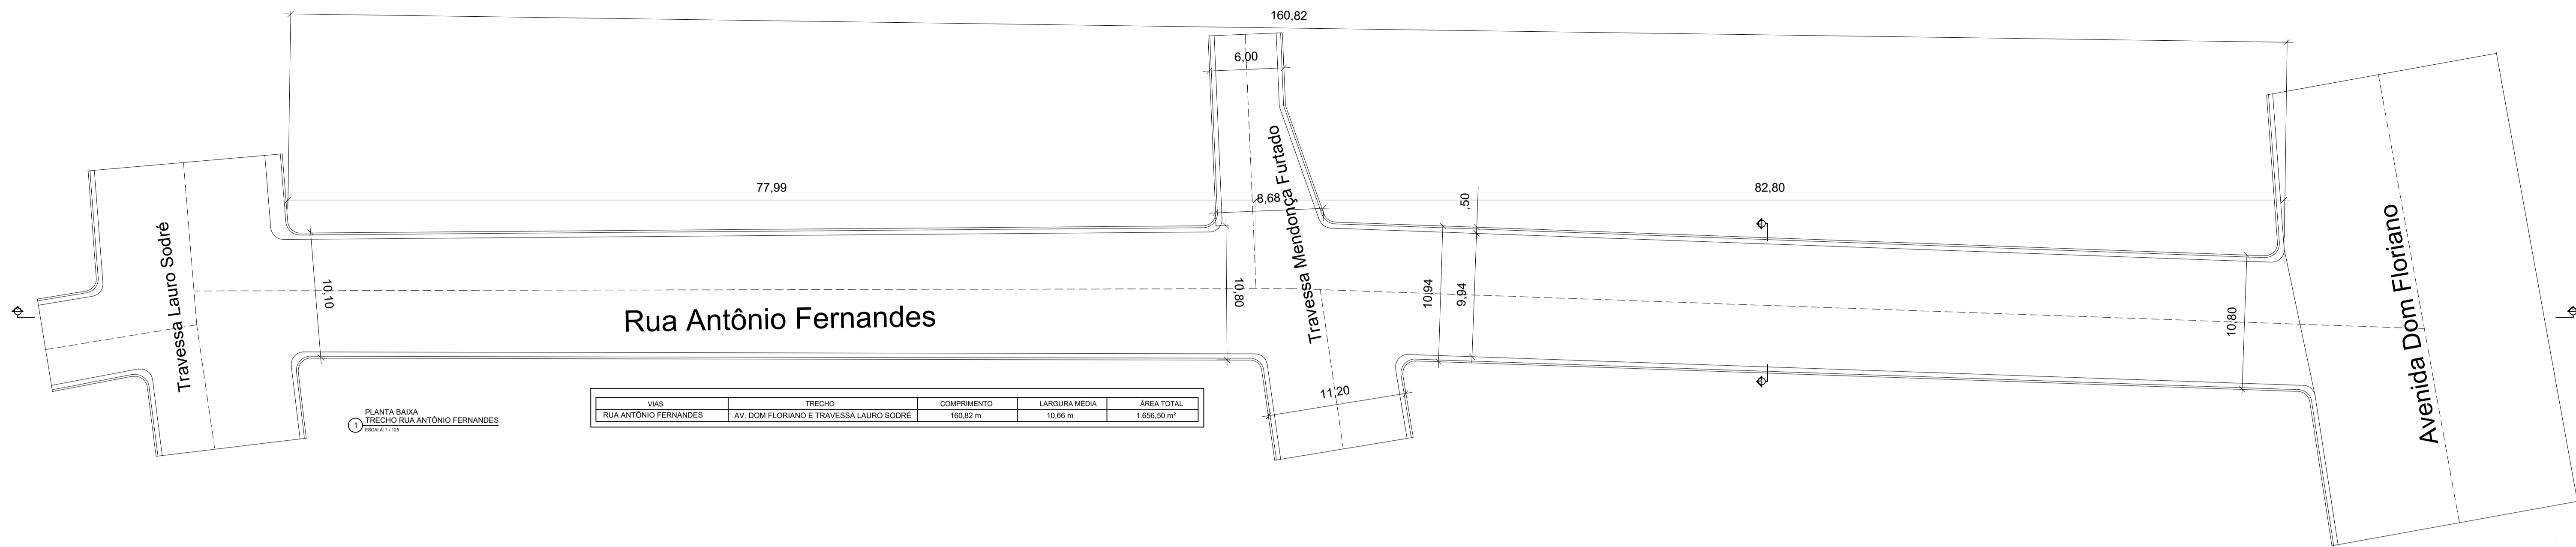 160,82
6,00
77,99
8,68
82,80
,50
Travessa Lauro Sodré
10,10
Rua Antônio Fernandes
10,80
Travessa Mendonça Furtado
10,94
9,94
10,80
Avenida Dom Floriano
11,20
1
PLANTA BAIXA
TRECHO RUA ANTÔNIO FERNANDES
ESCALA: 1 / 125
VIAS TRECHO COMPRIMENTO LARGURA MÉDIA ÁREA TOTAL
RUA ANTÔNIO FERNANDES AV. DOM FLORIANO E TRAVESSA LAURO SODRÉ 160,82 m 10,66 m 1.656,50 m²